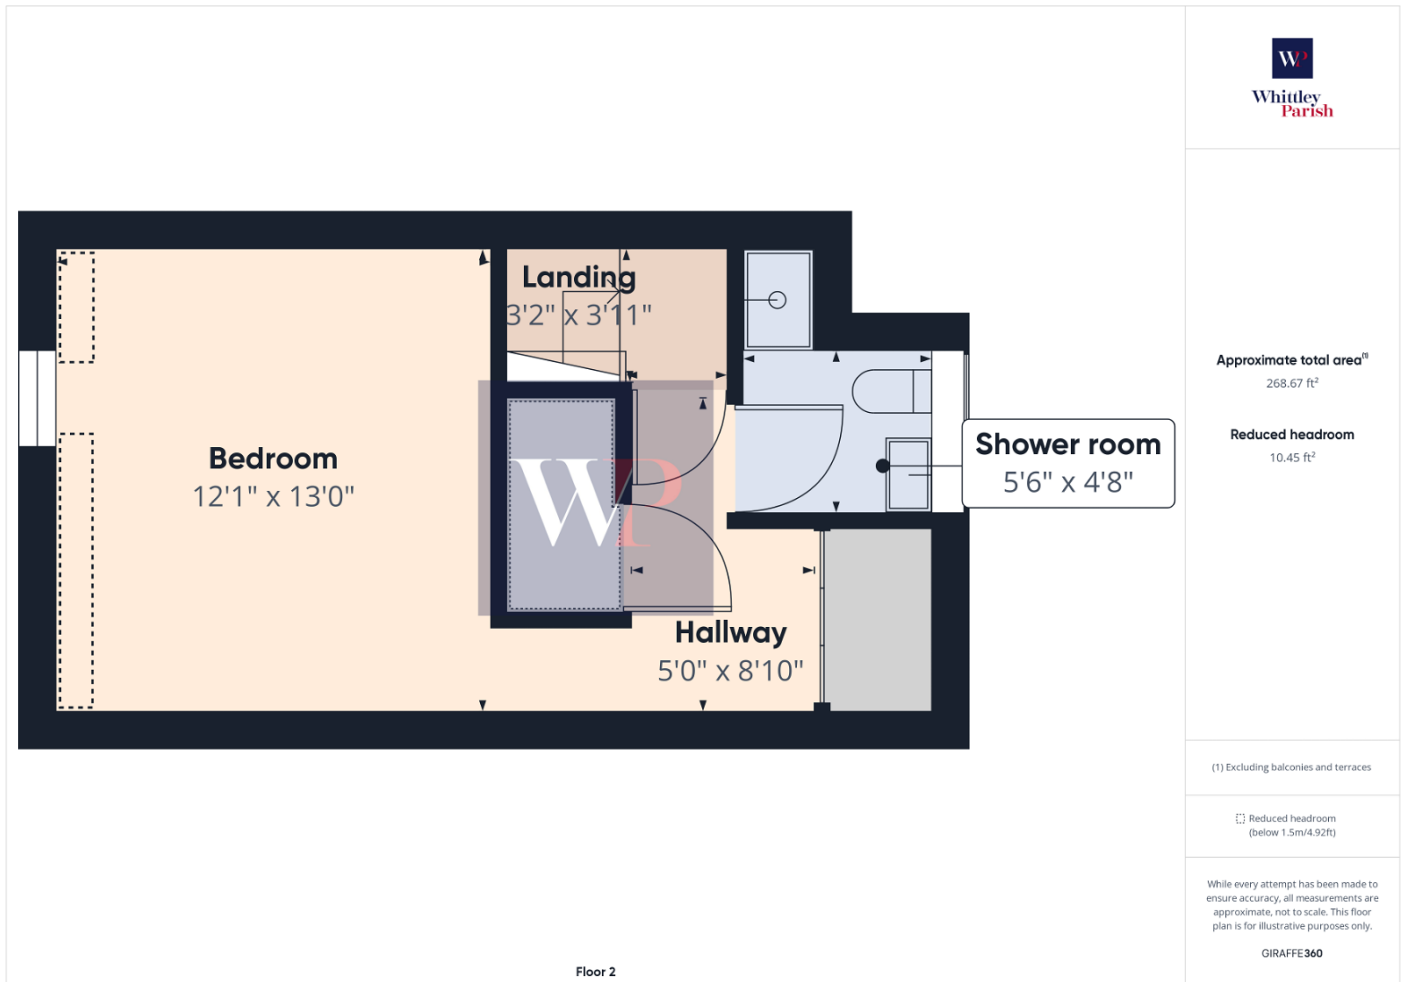 Landing
3'2" x 3'11"
Bedroom
12'1" x 13'0"
WP
Shower room
5'6" x 4'8"
Hallway
5'0" x 8'10"
Floor 2
WP
Whittley
Parish
Approximate total area(1)
268.67 ft²
Reduced headroom
10.45 ft²
(1) Excluding balconies and terraces
Reduced headroom
(below 1.5m/4.92ft)
While every attempt has been made to
ensure accuracy, all measurements are
approximate, not to scale. This floor
plan is for illustrative purposes only.
GIRAFFE360